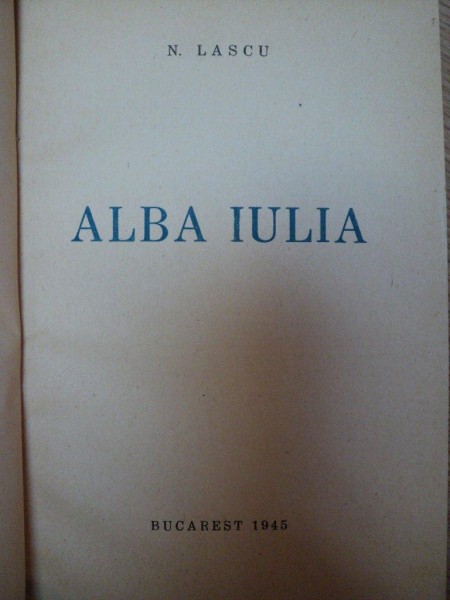 N. LASCU
ALBA IULIA
BUCAREST 1945